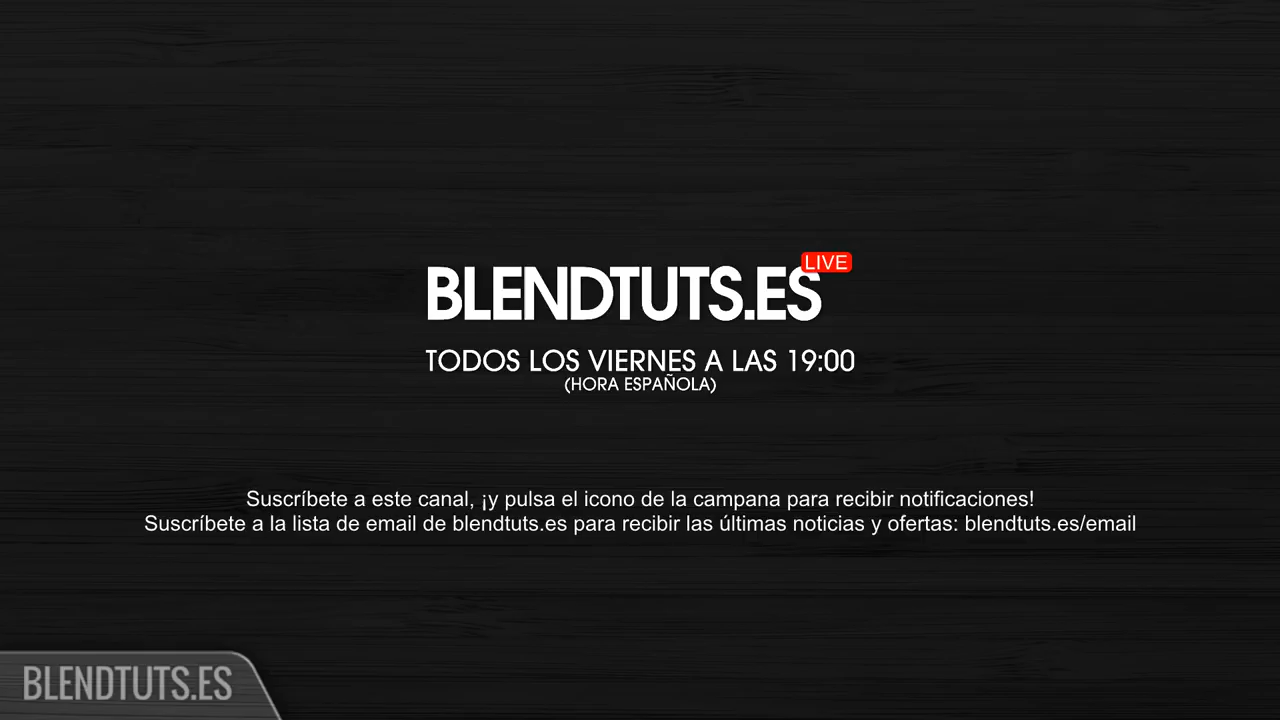 LIVE
BLENDTUTS.ES
TODOS LOS VIERNES A LAS 19:00
(HORA ESPAÑOLA)
Suscríbete a este canal, ¡y pulsa el icono de la campana para recibir notificaciones!
Suscríbete a la lista de email de blendtuts.es para recibir las últimas noticias y ofertas: blendtuts.es/email
BLENDTUTS.ES